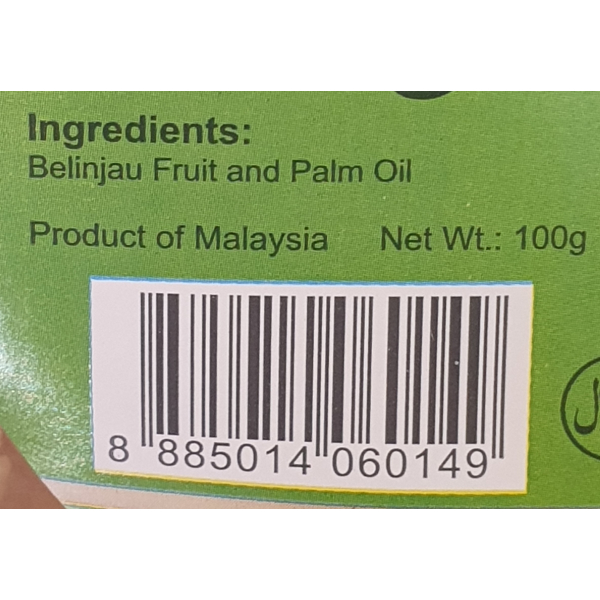 Ingredients:
Belinjau Fruit and Palm Oil
Product of Malaysia Net Wt.: 100g
8 885014 060149